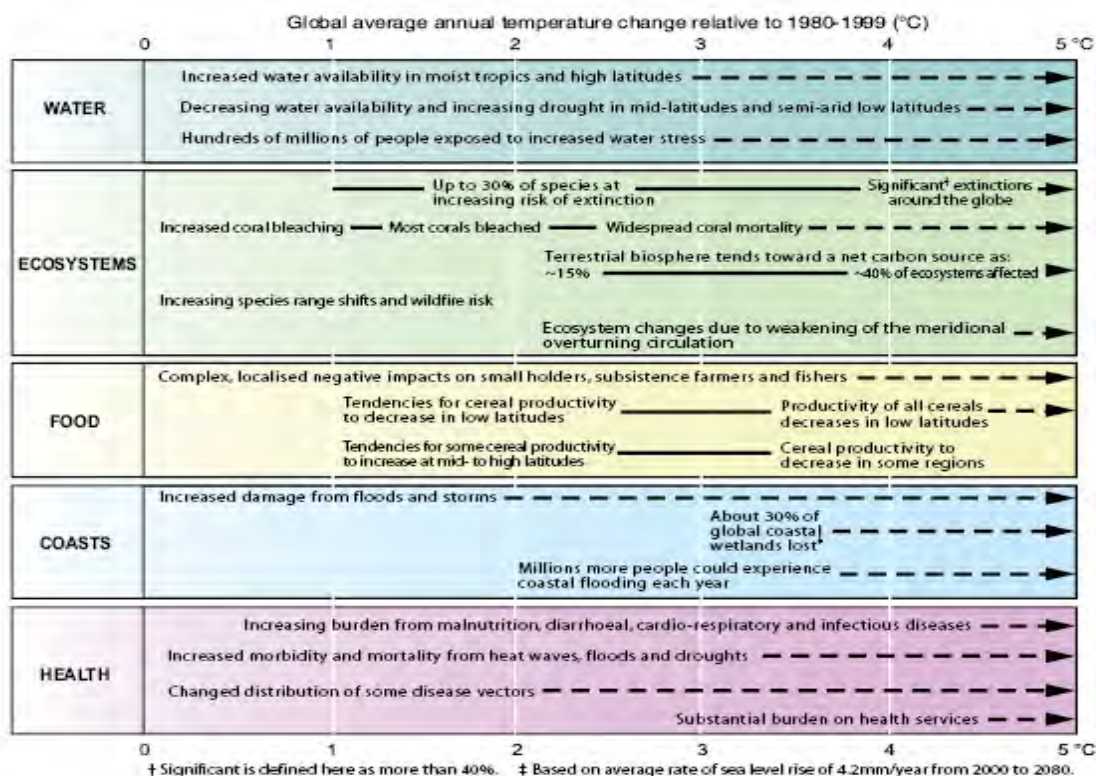 Global average annual temperature change relative to 1980-1999 (°C)
0 1 2 3 4 5 °C
WATER
Increased water availability in moist tropics and high latitudes
Decreasing water availability and increasing drought in mid-latitudes and semi-arid low latitudes
Hundreds of millions of people exposed to increased water stress
ECOSYSTEMS
Up to 30% of species at
increasing risk of extinction
Significant† extinctions
around the globe
Increased coral bleaching Most corals bleached Widespread coral mortality
Terrestrial biosphere tends toward a net carbon source as:
~15% ~40% of ecosystems affected
Increasing species range shifts and wildfire risk
Ecosystem changes due to weakening of the meridional
overturning circulation
FOOD
Complex, localised negative impacts on small holders, subsistence farmers and fishers
Tendencies for cereal productivity
to decrease in low latitudes
Productivity of all cereals
decreases in low latitudes
Tendencies for some cereal productivity
to increase at mid- to high latitudes
Cereal productivity to
decrease in some regions
COASTS
Increased damage from floods and storms
About 30% of
global coastal
wetlands lost‡
Millions more people could experience
coastal flooding each year
HEALTH
Increasing burden from malnutrition, diarrhoeal, cardio-respiratory and infectious diseases
Increased morbidity and mortality from heat waves, floods and droughts
Changed distribution of some disease vectors
Substantial burden on health services
0 1 2 3 4 5 °C
† Significant is defined here as more than 40%. ‡ Based on average rate of sea level rise of 4.2mm/year from 2000 to 2080.